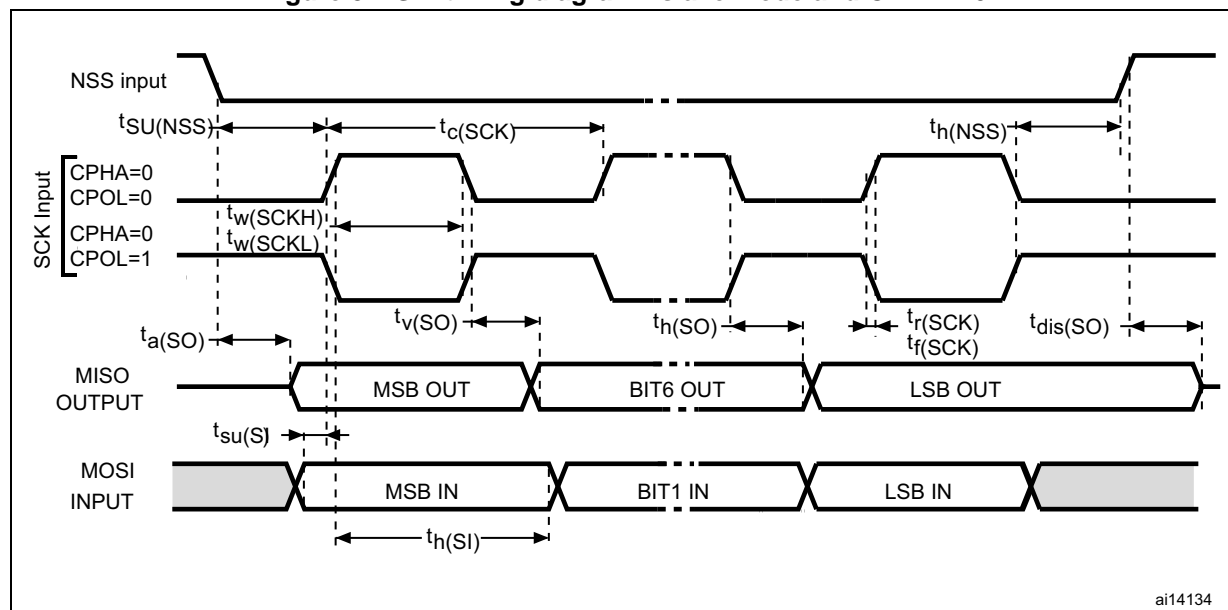 NSS input
tSU(NSS)
tc(SCK)
th(NSS)
SCK Input
CPHA=0
CPOL=0
tw(SCKH)
CPHA=0
tw(SCKL)
CPOL=1
tv(SO)
th(SO)
tr(SCK)
tf(SCK)
tdis(SO)
ta(SO)
MISO
OUTPUT
MSB OUT
BIT6 OUT
LSB OUT
tsu(SI
MOSI
INPUT
MSB IN
BIT1 IN
LSB IN
th(SI)
ai14134